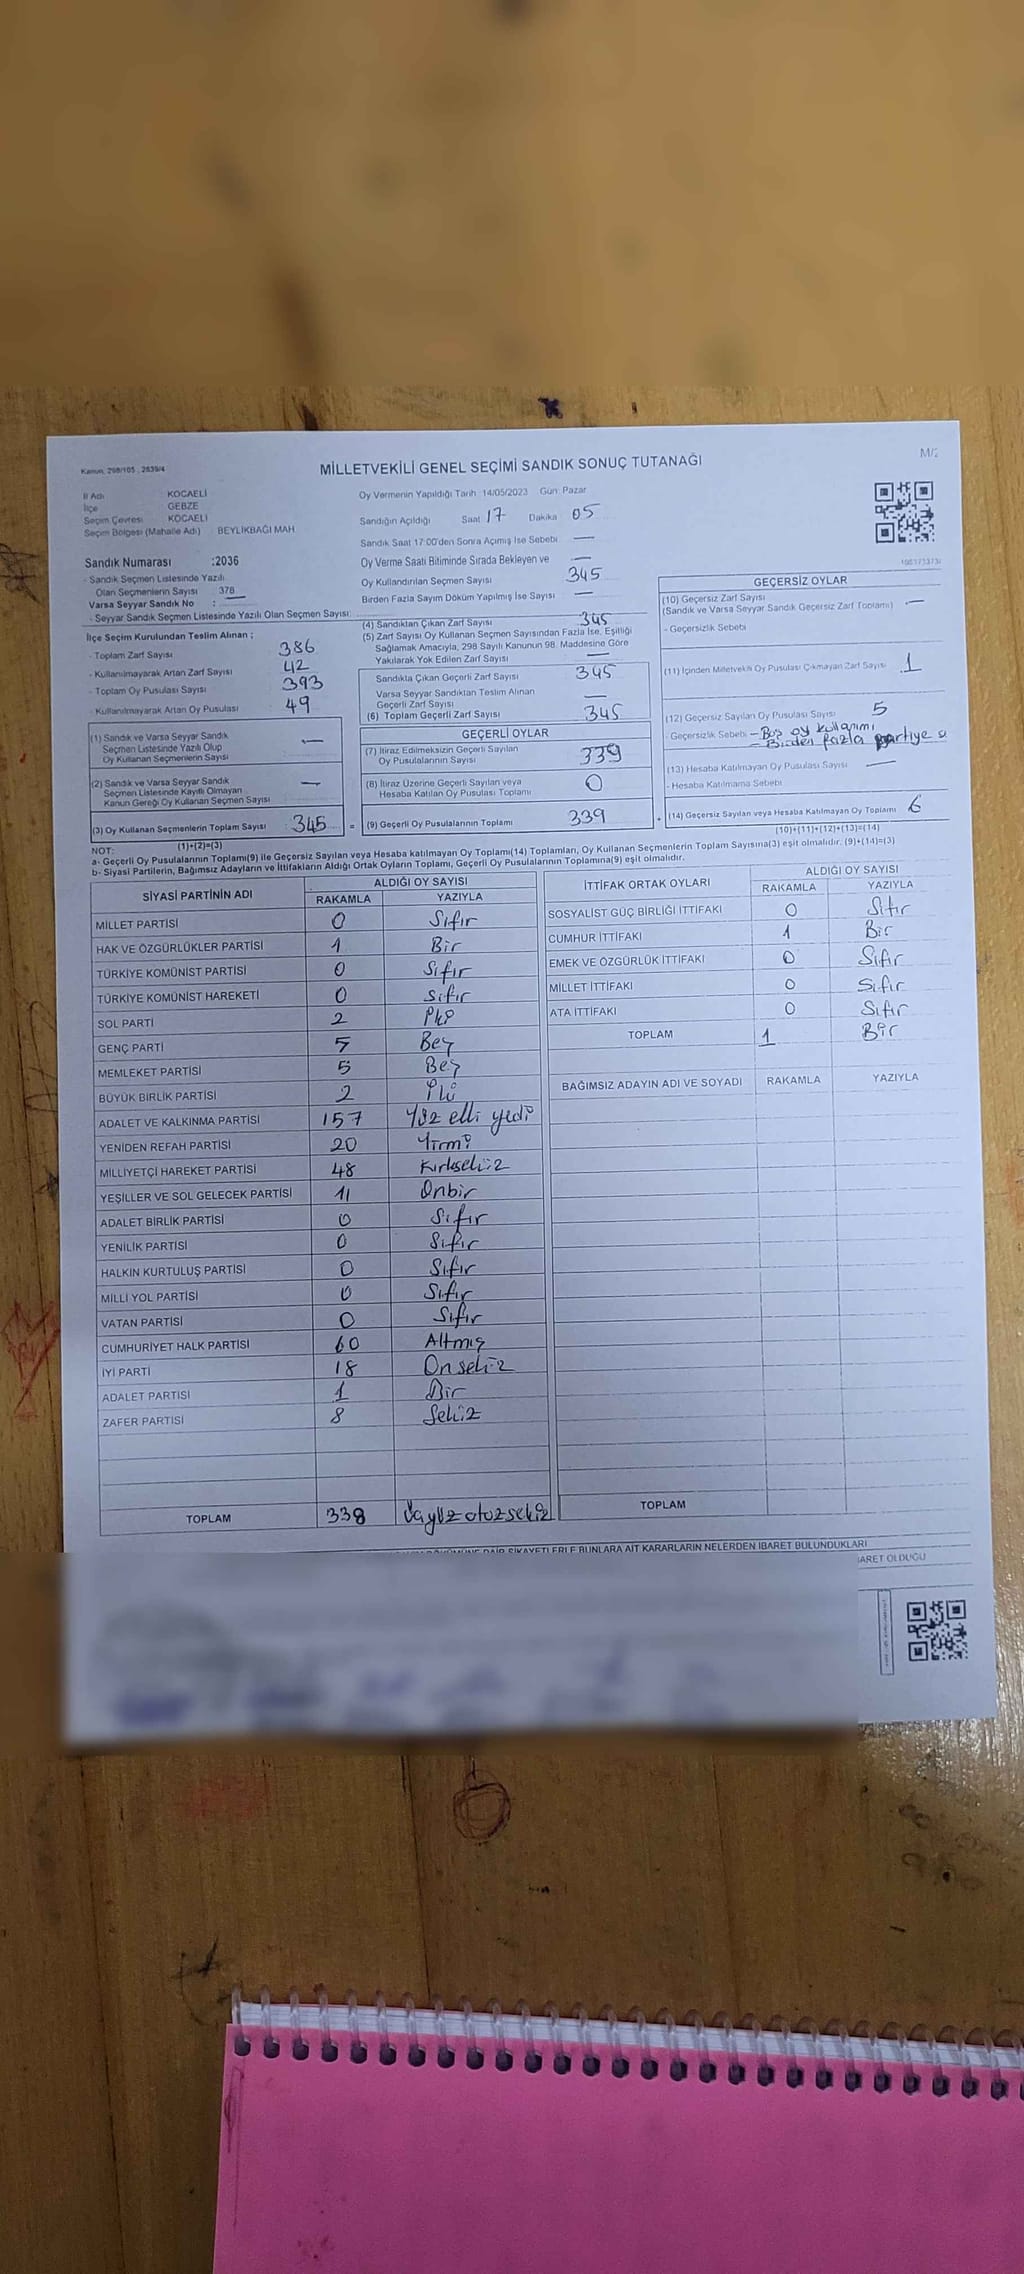 Kanun, 298/105 , 2839/4
MİLLETVEKİLİ GENEL SEÇİMİ SANDIK SONUÇ TUTANAĞI
M/2
İl Adı : KOCAELİ
İlçe : GEBZE
Seçim Çevresi : KOCAELİ
Seçim Bölgesi (Mahalle Adı) : BEYLİKBAĞI MAH
Oy Vermenin Yapıldığı Tarih 14/05/2023 Gün: Pazar
Sandığın Açıldığı Saat 17 Dakika 05
Sandık Saat 17:00'den Sonra Açılmış İse Sebebi —
Oy Verme Saati Bitiminde Sırada Bekleyen ve —
Oy Kullandırılan Seçmen Sayısı 345
Birden Fazla Sayım Döküm Yapılmış İse Sayısı —
Sandık Numarası :2036
- Sandık Seçmen Listesinde Yazılı
Olan Seçmenlerin Sayısı : 378
Varsa Seyyar Sandık No : —
- Seyyar Sandık Seçmen Listesinde Yazılı Olan Seçmen Sayısı:
İlçe Seçim Kurulundan Teslim Alınan ;
- Toplam Zarf Sayısı 386
- Kullanılmayarak Artan Zarf Sayısı 42
- Toplam Oy Pusulası Sayısı 393
- Kullanılmayarak Artan Oy Pusulası 49
(1) Sandık ve Varsa Seyyar Sandık
Seçmen Listesinde Yazılı Olup
Oy Kullanan Seçmenlerin Sayısı —
(2) Sandık ve Varsa Seyyar Sandık
Seçmen Listesinde Kayıtlı Olmayan
Kanun Gereği Oy Kullanan Seçmen Sayısı —
(3) Oy Kullanan Seçmenlerin Toplam Sayısı 345 =
(1)+(2)=(3)
(4) Sandıktan Çıkan Zarf Sayısı 345
(5) Zarf Sayısı Oy Kullanan Seçmen Sayısından Fazla İse, Eşitliği
Sağlamak Amacıyla, 298 Sayılı Kanunun 98. Maddesine Göre
Yakılarak Yok Edilen Zarf Sayısı —
Sandıkta Çıkan Geçerli Zarf Sayısı 345
Varsa Seyyar Sandıktan Teslim Alınan
Geçerli Zarf Sayısı —
(6) Toplam Geçerli Zarf Sayısı 345
GEÇERLİ OYLAR
(7) İtiraz Edilmeksizin Geçerli Sayılan
Oy Pusulasının Sayısı 339
(8) İtiraz Üzerine Geçerli Sayılan veya
Hesaba Katılan Oy Pusulası Toplamı 0
(9) Geçerli Oy Pusulalarının Toplamı 339 +
GEÇERSİZ OYLAR
(10) Geçersiz Zarf Sayısı
(Sandık ve Varsa Seyyar Sandık Geçersiz Zarf Toplamı) —
- Geçersizlik Sebebi
(11) İçinden Milletvekili Oy Pusulası Çıkmayan Zarf Sayısı 1
(12) Geçersiz Sayılan Oy Pusulası Sayısı 5
- Geçersizlik Sebebi - Boş oy kullanımı
- Birden fazla partiye
(13) Hesaba Katılmayan Oy Pusulası Sayısı —
- Hesaba Katılmama Sebebi
(14) Geçersiz Sayılan veya Hesaba Katılmayan Oy Toplamı 6
(10)+(11)+(12)+(13)=(14)
NOT:
a- Geçerli Oy Pusulalarının Toplamı(9) ile Geçersiz Sayılan veya Hesaba katılmayan Oy Toplamı(14) Toplamları, Oy Kullanan Seçmenlerin Toplam Sayısına(3) eşit olmalıdır. (9)+(14)=(3)
b- Siyasi Partilerin, Bağımsız Adayların ve İttifakların Aldığı Ortak Oyların Toplamı, Geçerli Oy Pusulalarının Toplamına(9) eşit olmalıdır.
SİYASİ PARTİNİN ADI ALDIĞI OY SAYISI
RAKAMLA YAZIYLA
MİLLET PARTİSİ 0 Sıfır
HAK VE ÖZGÜRLÜKLER PARTİSİ 1 Bir
TÜRKİYE KOMÜNİST PARTİSİ 0 Sıfır
TÜRKİYE KOMÜNİST HAREKETİ 0 Sıfır
SOL PARTİ 2 İki
GENÇ PARTİ 5 Beş
MEMLEKET PARTİSİ 5 Beş
BÜYÜK BİRLİK PARTİSİ 2 İki
ADALET VE KALKINMA PARTİSİ 157 Yüz elli yedi
YENİDEN REFAH PARTİSİ 20 Yirmi
MİLLİYETÇİ HAREKET PARTİSİ 48 Kırksekiz
YEŞİLLER VE SOL GELECEK PARTİSİ 11 Onbir
ADALET BİRLİK PARTİSİ 0 Sıfır
YENİLİK PARTİSİ 0 Sıfır
HALKIN KURTULUŞ PARTİSİ 0 Sıfır
MİLLİ YOL PARTİSİ 0 Sıfır
VATAN PARTİSİ 0 Sıfır
CUMHURİYET HALK PARTİSİ 60 Altmış
İYİ PARTİ 18 Onsekiz
ADALET PARTİSİ 1 Bir
ZAFER PARTİSİ 8 Sekiz
TOPLAM 338 Üçyüz otuzsekiz
İTTİFAK ORTAK OYLARI ALDIĞI OY SAYISI
RAKAMLA YAZIYLA
SOSYALİST GÜÇ BİRLİĞİ İTTİFAKI 0 Sıfır
CUMHUR İTTİFAKI 1 Bir
EMEK VE ÖZGÜRLÜK İTTİFAKI 0 Sıfır
MİLLET İTTİFAKI 0 Sıfır
ATA İTTİFAKI 0 Sıfır
TOPLAM 1 Bir
BAĞIMSIZ ADAYIN ADI VE SOYADI RAKAMLA YAZIYLA
TOPLAM
DAİR ŞİKAYETLERLE BUNLARA AİT KARARLARIN NELERDEN İBARET BULUNDUKLARI